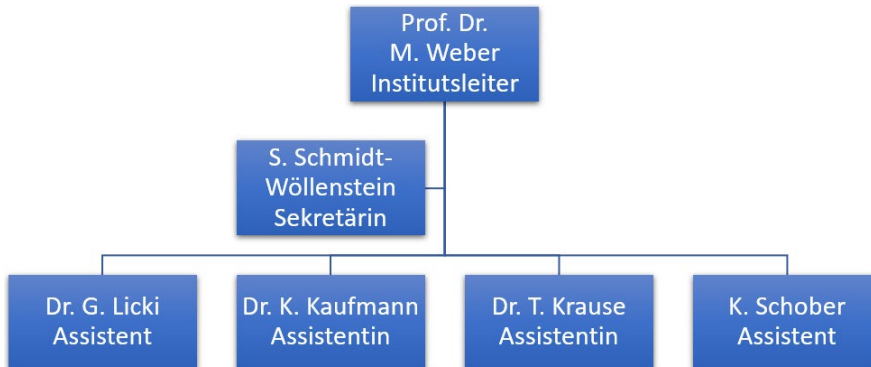 Prof. Dr.
M. Weber
Institutsleiter
S. Schmidt-
Wöllenstein
Sekretärin
Dr. G. Licki
Assistent
Dr. K. Kaufmann
Assistentin
Dr. T. Krause
Assistentin
K. Schober
Assistent